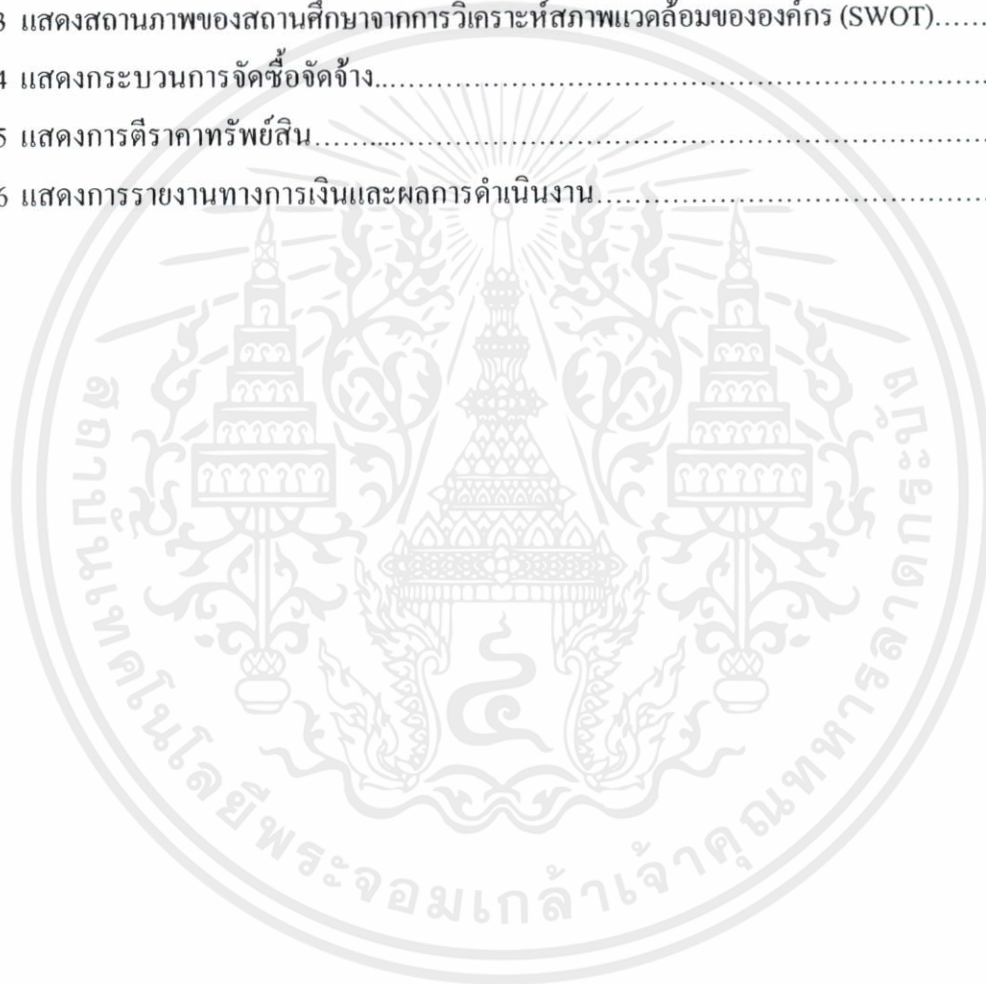 3 แสดงสถานภาพของสถานศึกษาจากการวิเคราะห์สภาพแวดล้อมขององค์กร (SWOT)......
4 แสดงกระบวนการจัดซื้อจัดจ้าง..................................................................
5 แสดงการตีราคาทรัพย์สิน..........................................................................
6 แสดงการรายงานทางการเงินและผลการดำเนินงาน..........................................
สถาบันเทคโนโลยีพระจอมเกล้าเจ้าคุณทหารลาดกระบัง
๔